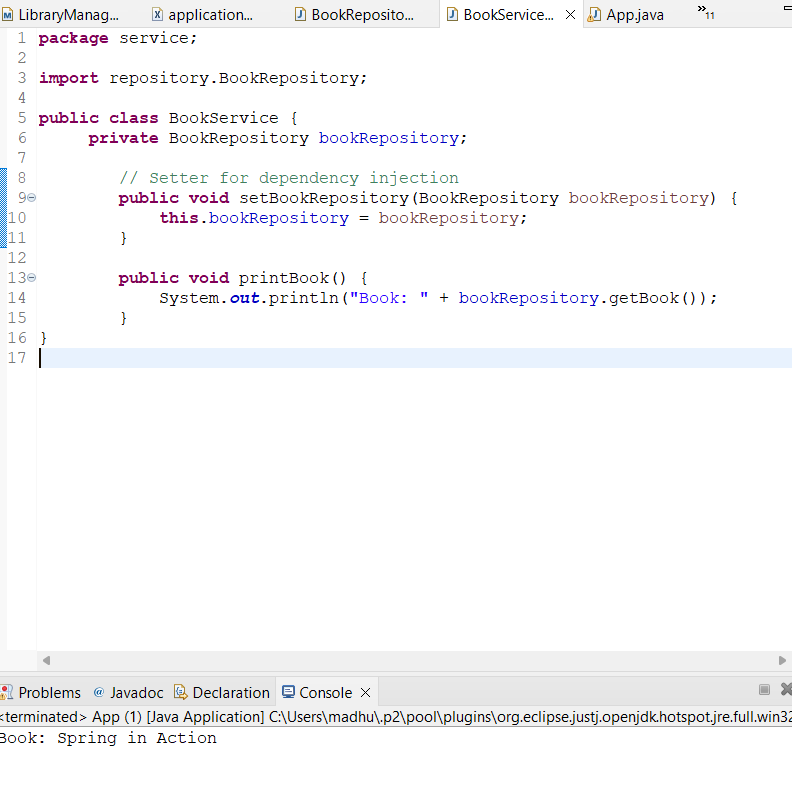 LibraryManag... application... BookReposito... BookService... App.java »11
1 package service;
2
3 import repository.BookRepository;
4
5 public class BookService {
6 private BookRepository bookRepository;
7
8 // Setter for dependency injection
9 public void setBookRepository(BookRepository bookRepository) {
10 this.bookRepository = bookRepository;
11 }
12
13 public void printBook() {
14 System.out.println("Book: " + bookRepository.getBook());
15 }
16 }
17
Problems @ Javadoc Declaration Console
<terminated> App (1) [Java Application] C:\Users\madhu\.p2\pool\plugins\org.eclipse.justj.openjdk.hotspot.jre.full.win32
Book: Spring in Action